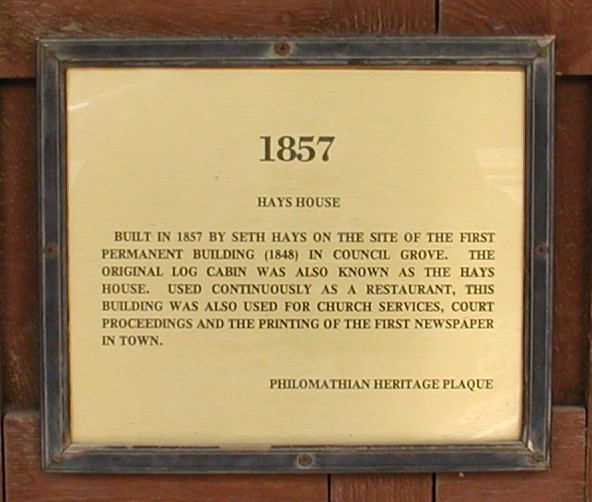 1857
HAYS HOUSE
BUILT IN 1857 BY SETH HAYS ON THE SITE OF THE FIRST
PERMANENT BUILDING (1848) IN COUNCIL GROVE. THE
ORIGINAL LOG CABIN WAS ALSO KNOWN AS THE HAYS
HOUSE. USED CONTINUOUSLY AS A RESTAURANT, THIS
BUILDING WAS ALSO USED FOR CHURCH SERVICES, COURT
PROCEEDINGS AND THE PRINTING OF THE FIRST NEWSPAPER
IN TOWN.
PHILOMATHIAN HERITAGE PLAQUE